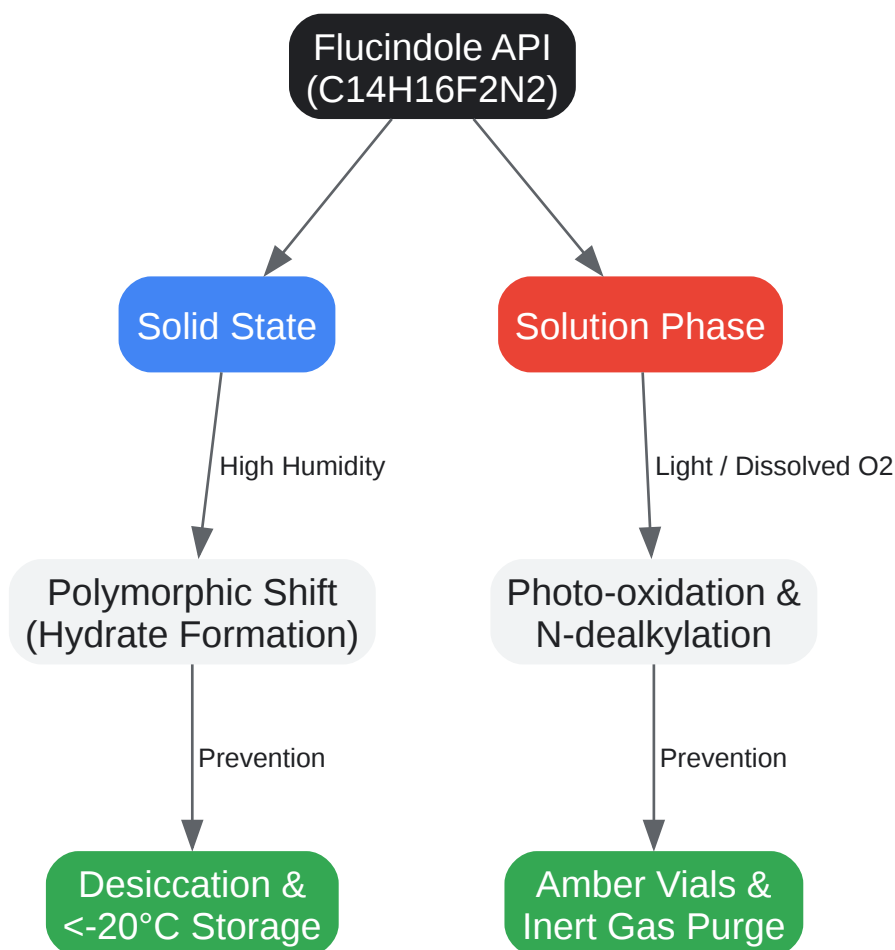 Flucindole API
(C14H16F2N2)
Solid State
Solution Phase
High Humidity
Light / Dissolved O2
Polymorphic Shift
(Hydrate Formation)
Photo-oxidation &
N-dealkylation
Prevention
Prevention
Desiccation &
<-20°C Storage
Amber Vials &
Inert Gas Purge